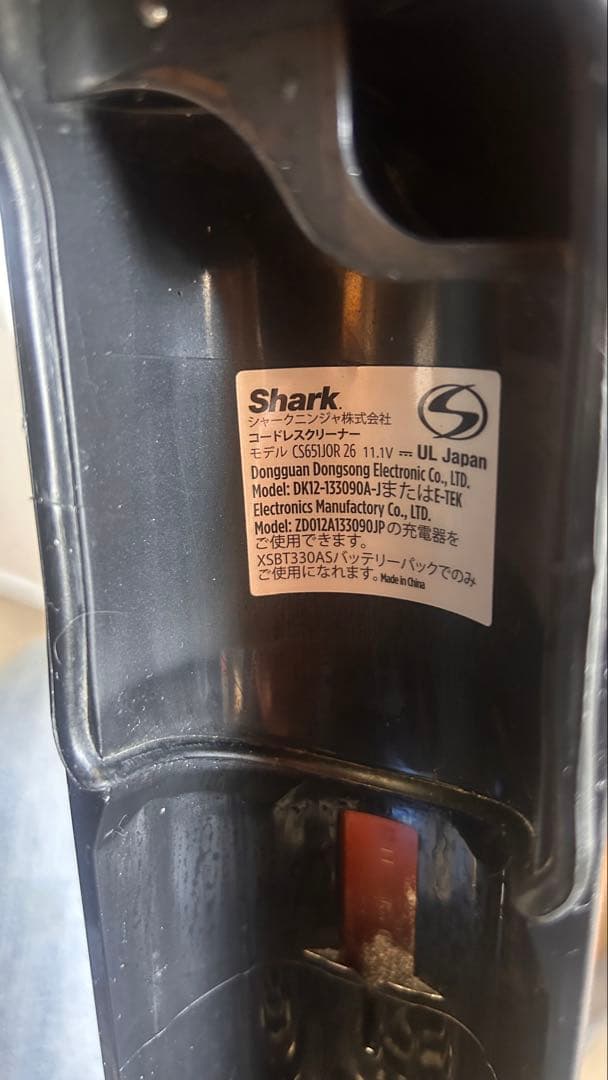 Shark
シャークニンジャ株式会社
コードレスクリーナー
モデル CS651JOR 26 11.1V ⎓ UL Japan
Dongguan Dongsong Electronic Co., LTD.
Model: DK12-133090A-JまたはE-TEK
Electronics Manufactory Co., LTD.
Model: ZD012A133090JPの充電器を
ご使用できます。
XSBT330ASバッテリーパックでのみ
ご使用になれます。Made in China